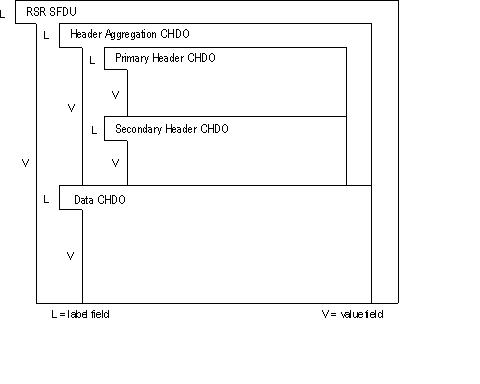 L RSR SFDU
L Header Aggregation CHDO
L Primary Header CHDO
V
V
L Secondary Header CHDO
V
V
L Data CHDO
V
L = label field V = value field